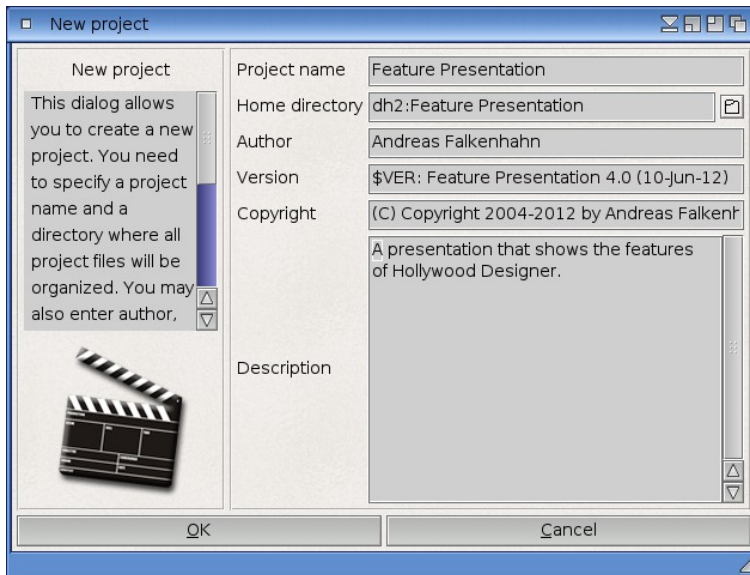 New project
New project
This dialog allows
you to create a new
project. You need
to specify a project
name and a
directory where all
project files will be
organized. You may
also enter author,
Project name
Feature Presentation
Home directory
dh2:Feature Presentation
Author
Andreas Falkenhahn
Version
$VER: Feature Presentation 4.0 (10-Jun-12)
Copyright
(C) Copyright 2004-2012 by Andreas Falkenh
Description
A presentation that shows the features
of Hollywood Designer.
OK
Cancel